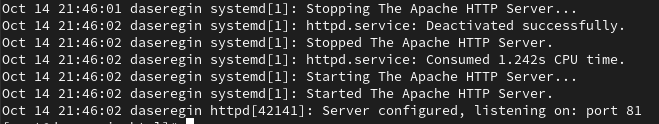 Oct 14 21:46:01 daseregin systemd[1]: Stopping The Apache HTTP Server...
Oct 14 21:46:02 daseregin systemd[1]: httpd.service: Deactivated successfully.
Oct 14 21:46:02 daseregin systemd[1]: Stopped The Apache HTTP Server.
Oct 14 21:46:02 daseregin systemd[1]: httpd.service: Consumed 1.242s CPU time.
Oct 14 21:46:02 daseregin systemd[1]: Starting The Apache HTTP Server...
Oct 14 21:46:02 daseregin systemd[1]: Started The Apache HTTP Server.
Oct 14 21:46:02 daseregin httpd[42141]: Server configured, listening on: port 81